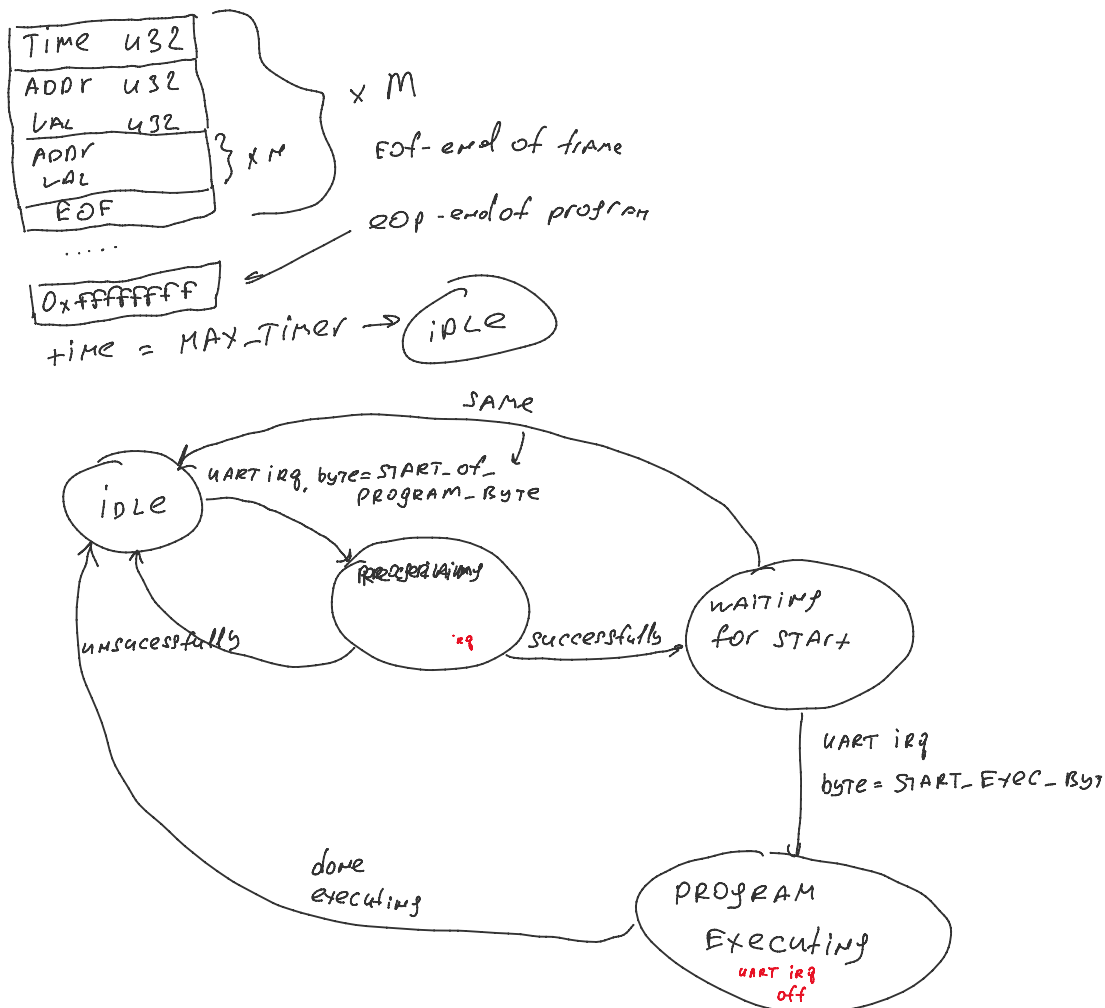 Time u32
ADDr u32
VAL u32
ADDr
VAL
} x N
EOF
x M
EOf - end of frame
eop - end of program
.....
0xffffffff
time = MAX_Timer → iDLe
SAMe
iDLe
UART irq, byte = START_of_
PROGRAM_Byte
irq
unsucessfully
successfully
WAiTiNg
for START
UART irq
byte = START_Exec_Byt
done
executing
PROgRAM
Executing
UART irq
off